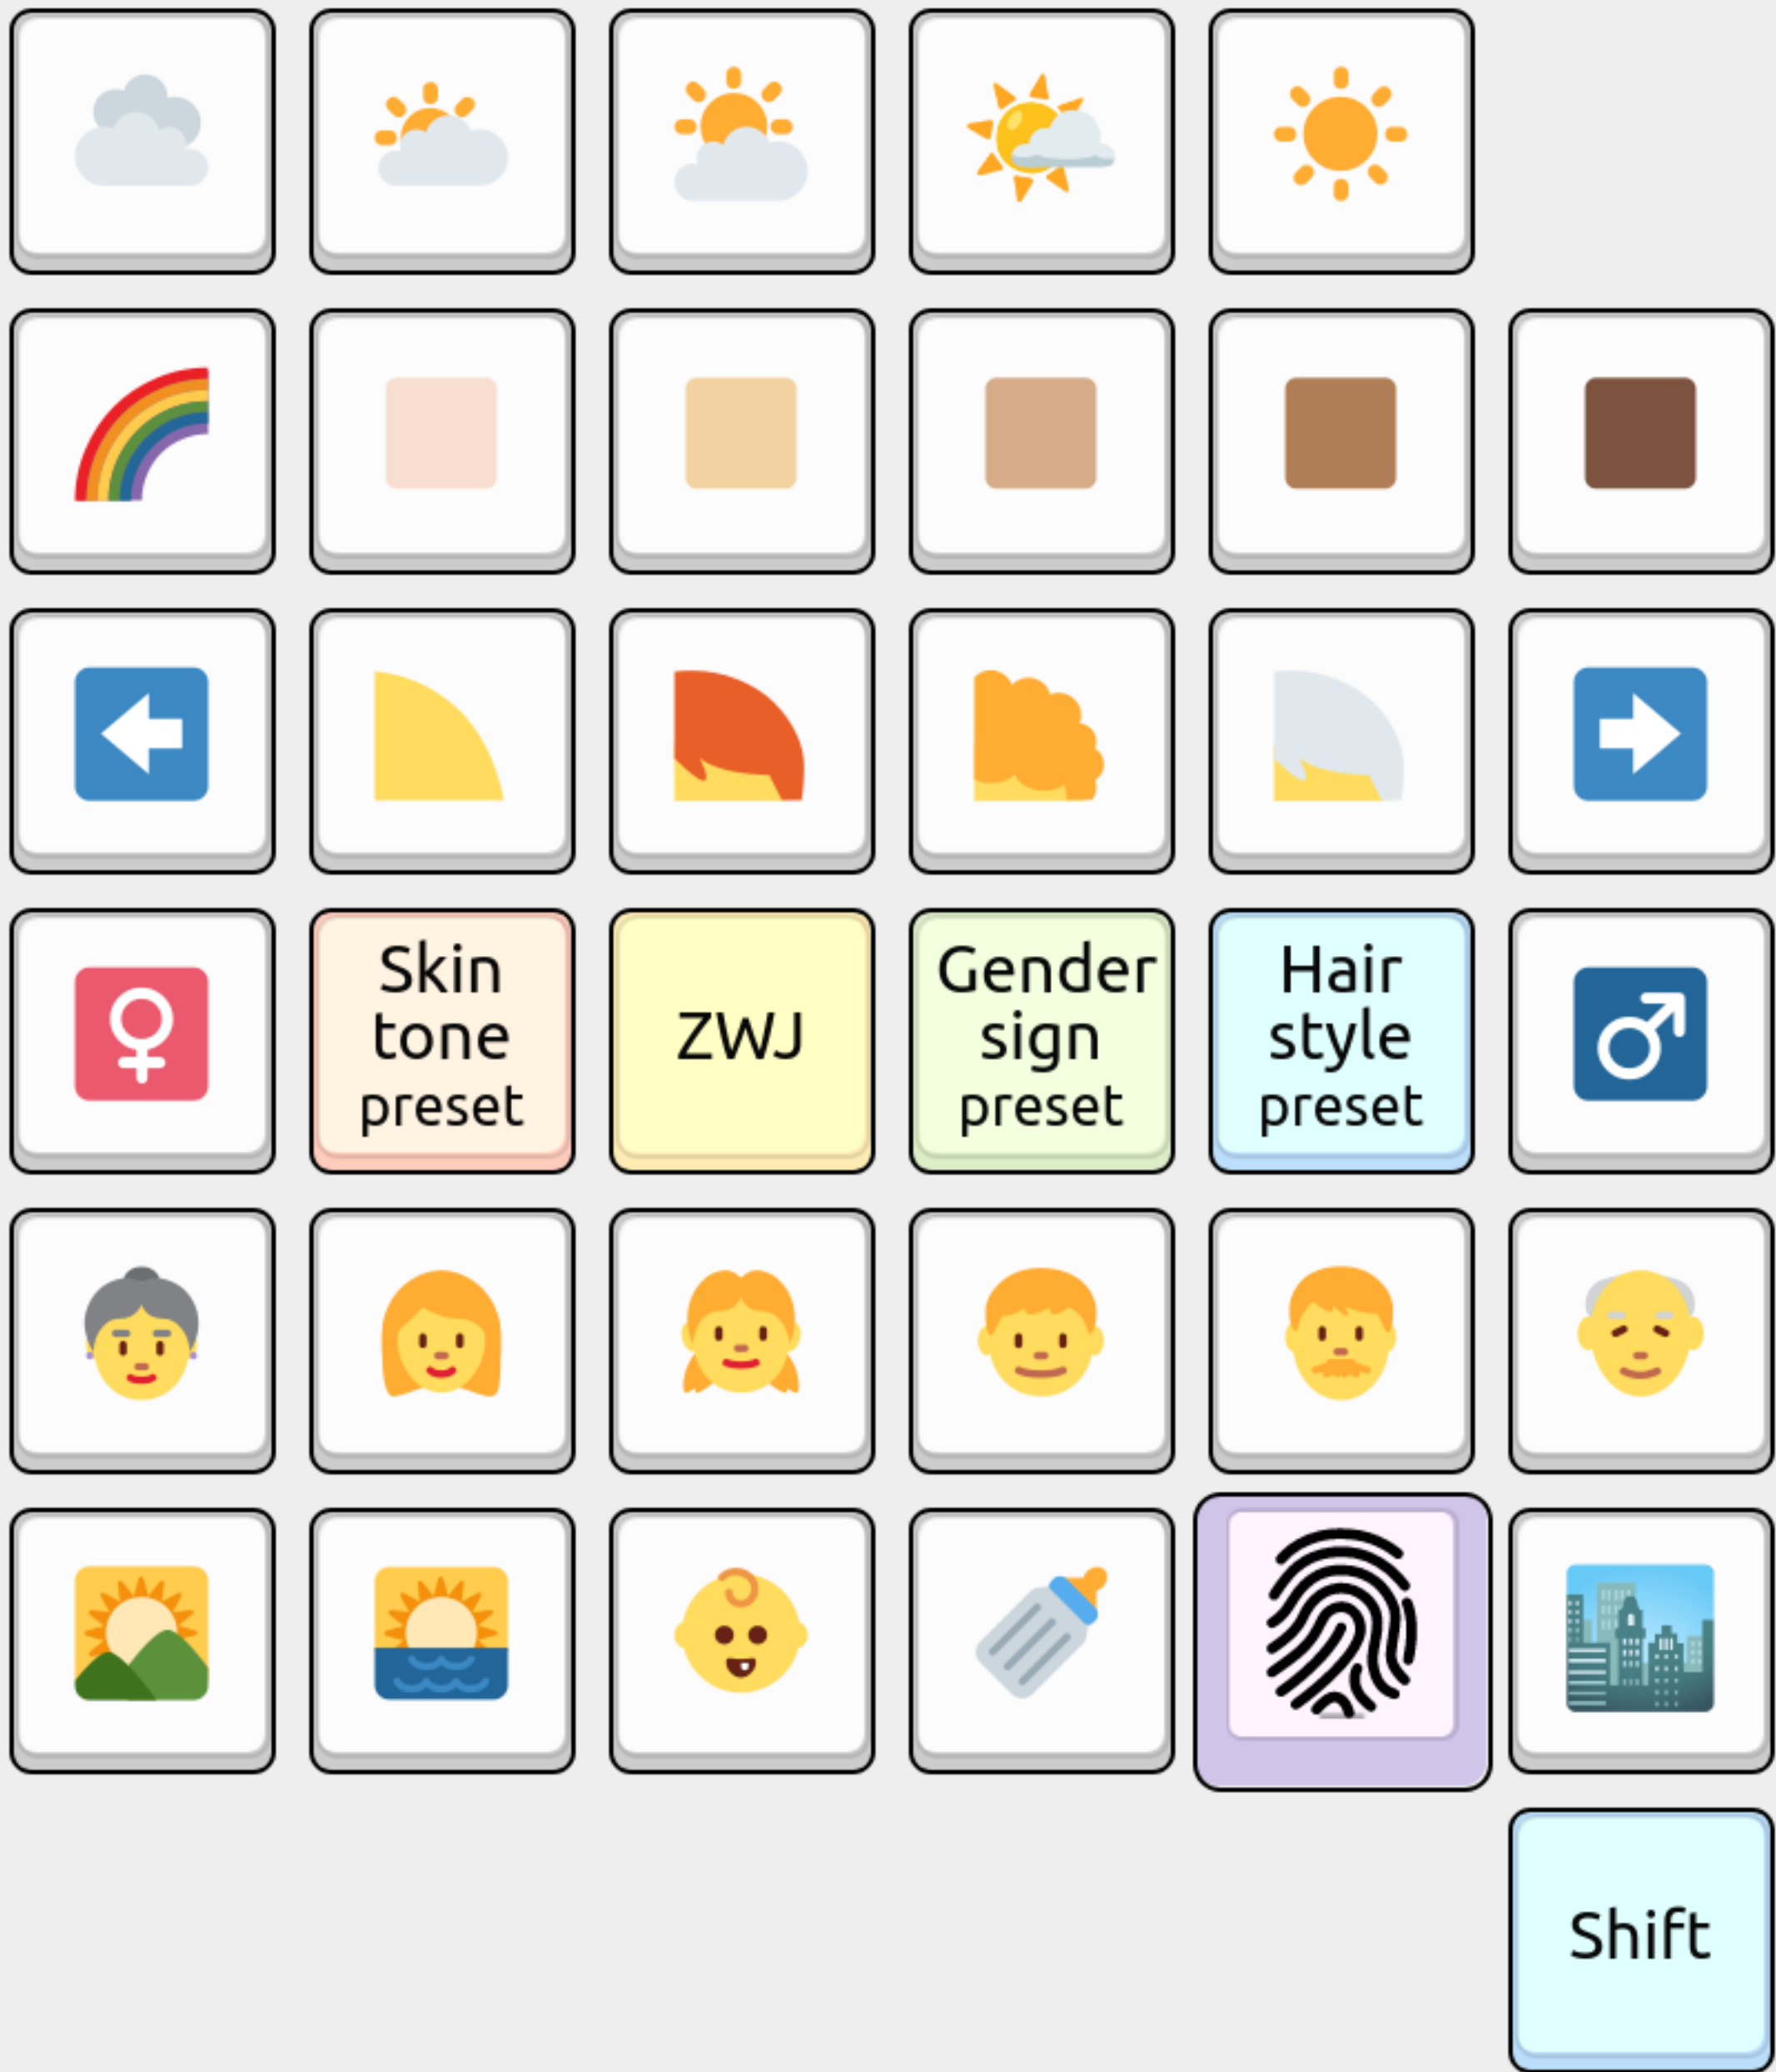 Skin
tone
preset
ZWJ
Gender
sign
preset
Hair
style
preset
Shift